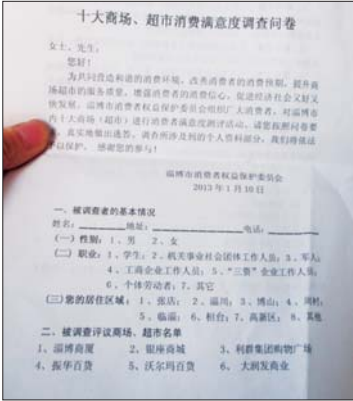 十大商场、超市消费满意度调查问卷
女士、先生：
您好！
为共同营造和谐的消费环境，改善消费者的消费预期，提升商
场超市的服务质量，增强消费者的消费信心，促进经济社会又好又
快发展，淄博市消费者权益保护委员会组织广大消费者，对淄博市
内十大商场（超市）进行消费者满意度测评活动。请您按照问卷要
，真实地做出选答，调查所涉及到的个人资料部分，我们将依法
予以保护。感谢您的参与！
淄博市消费者权益保护委员会
2013年1月10日
一、被调查者的基本情况
姓名：地址：电话：
（一）性别：1、男 2、女
（二）职业：1、学生；2、机关事业社会团体工作人员；3、军人；
4、工商企业工作人员；5、“三资”企业工作人员；
6、个体劳动者；7、其它
（三）您的居住区域：1、张店；2、淄川；3、博山；4、周村；
5、临淄；6、桓台；7、高新区；8、其他
二、被调查评议商场、超市名单
1、淄博商厦 2、银座商城 3、利群集团购物广场
4、振华百货 5、沃尔玛百货 6、大润发商业